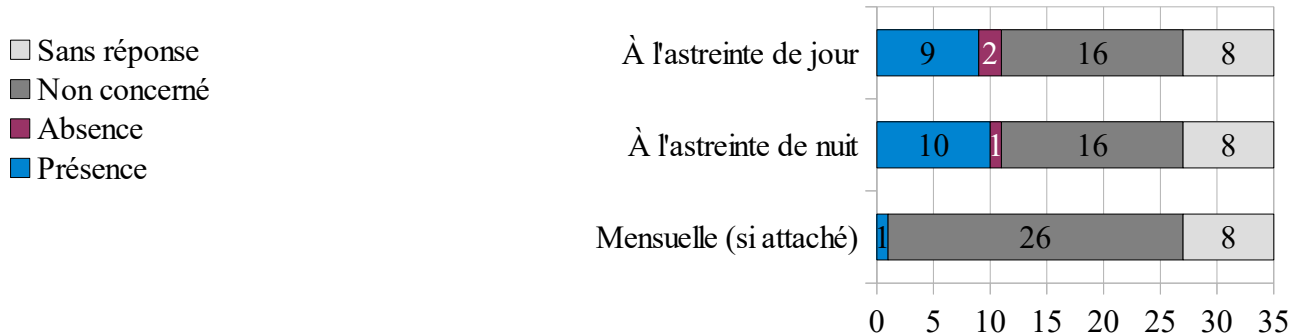 Sans réponse
Non concerné
Absence
Présence
À l'astreinte de jour
9 2 16 8
À l'astreinte de nuit
10 1 16 8
Mensuelle (si attaché)
1 26 8
0 5 10 15 20 25 30 35